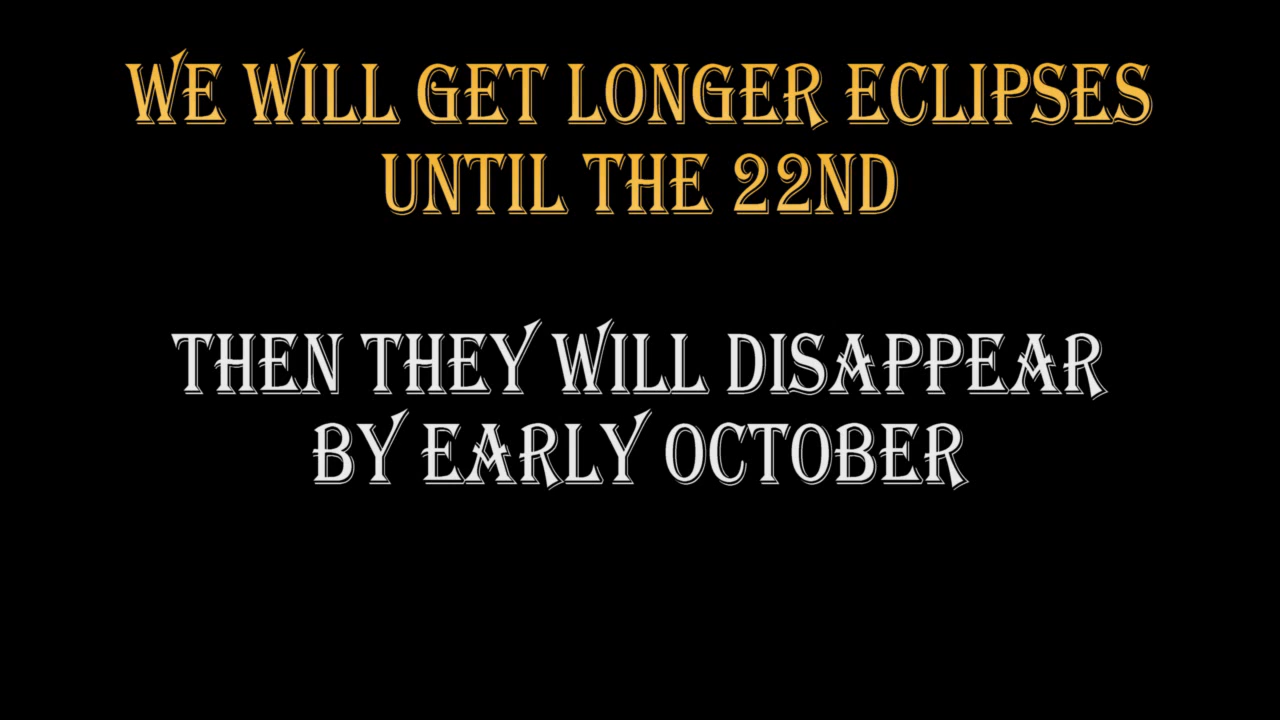 WE WILL GET LONGER ECLIPSES
UNTIL THE 22ND
THEN THEY WILL DISAPPEAR
BY EARLY OCTOBER